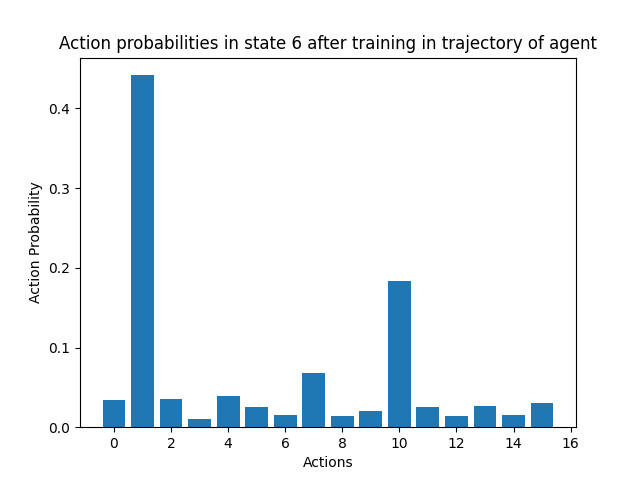 Action probabilities in state 6 after training in trajectory of agent
0.4
0.3
0.2
0.1
0.0
Action Probability
0 2 4 6 8 10 12 14 16
Actions